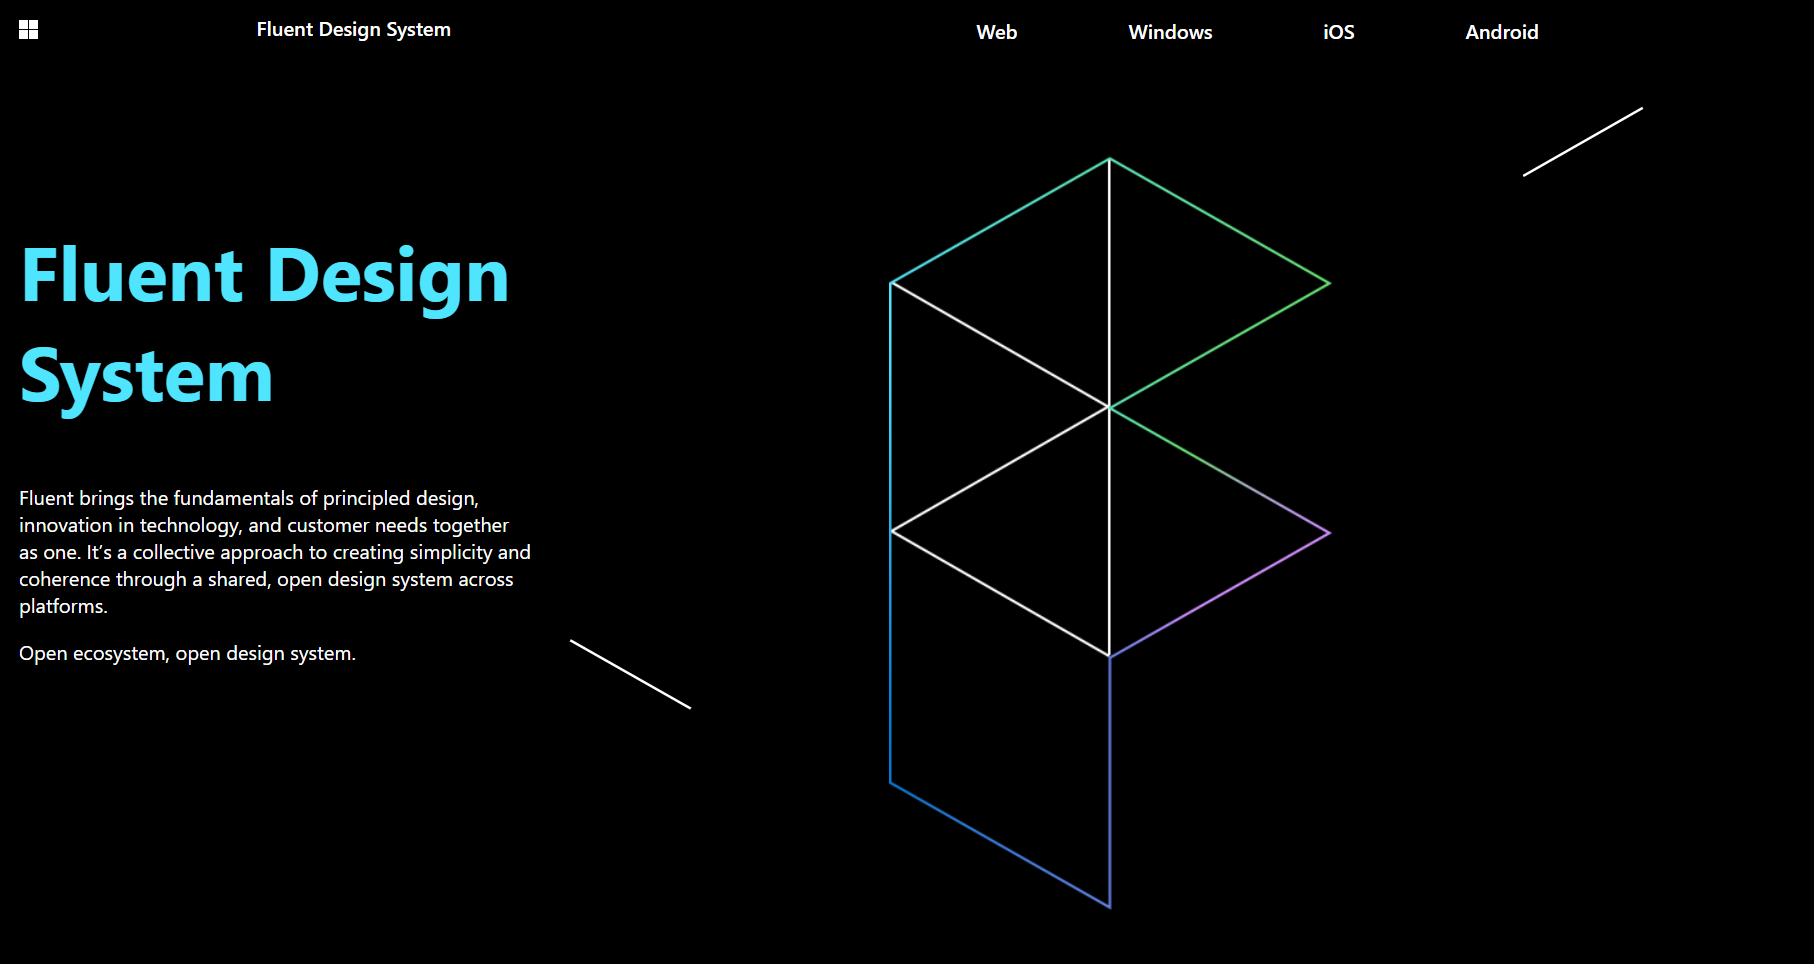 Fluent Design System
Web
Windows
iOS
Android
Fluent Design
System
Fluent brings the fundamentals of principled design,
innovation in technology, and customer needs together
as one. It’s a collective approach to creating simplicity and
coherence through a shared, open design system across
platforms.
Open ecosystem, open design system.